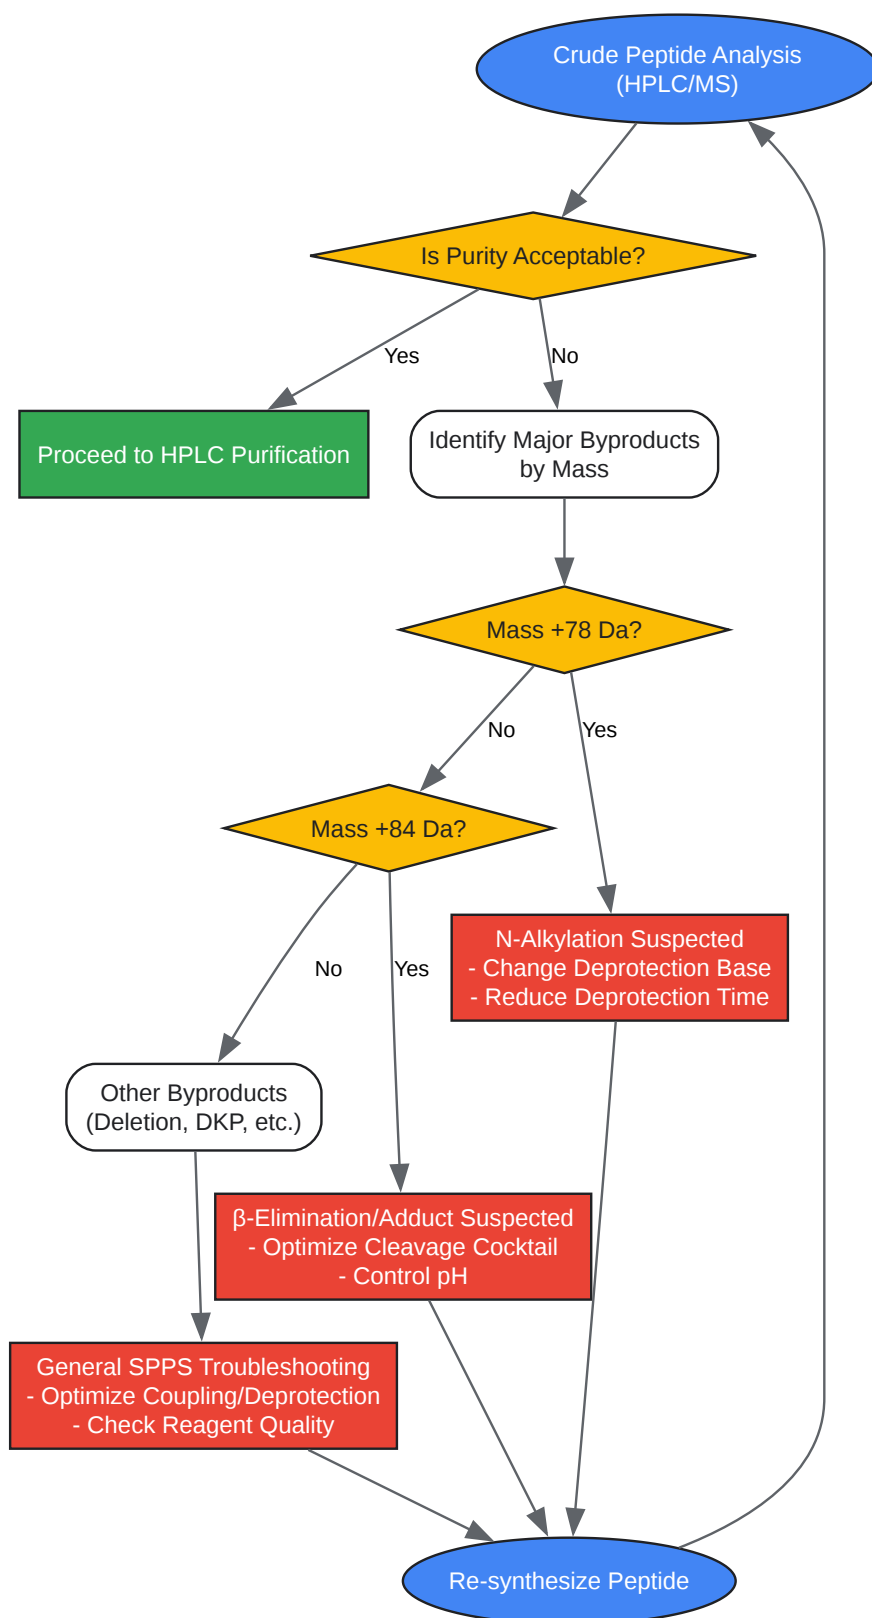 Crude Peptide Analysis
(HPLC/MS)
Is Purity Acceptable?
Yes
No
Proceed to HPLC Purification
Identify Major Byproducts
by Mass
Mass +78 Da?
No
Yes
Mass +84 Da?
N-Alkylation Suspected
- Change Deprotection Base
- Reduce Deprotection Time
No
Yes
Other Byproducts
(Deletion, DKP, etc.)
β-Elimination/Adduct Suspected
- Optimize Cleavage Cocktail
- Control pH
General SPPS Troubleshooting
- Optimize Coupling/Deprotection
- Check Reagent Quality
Re-synthesize Peptide